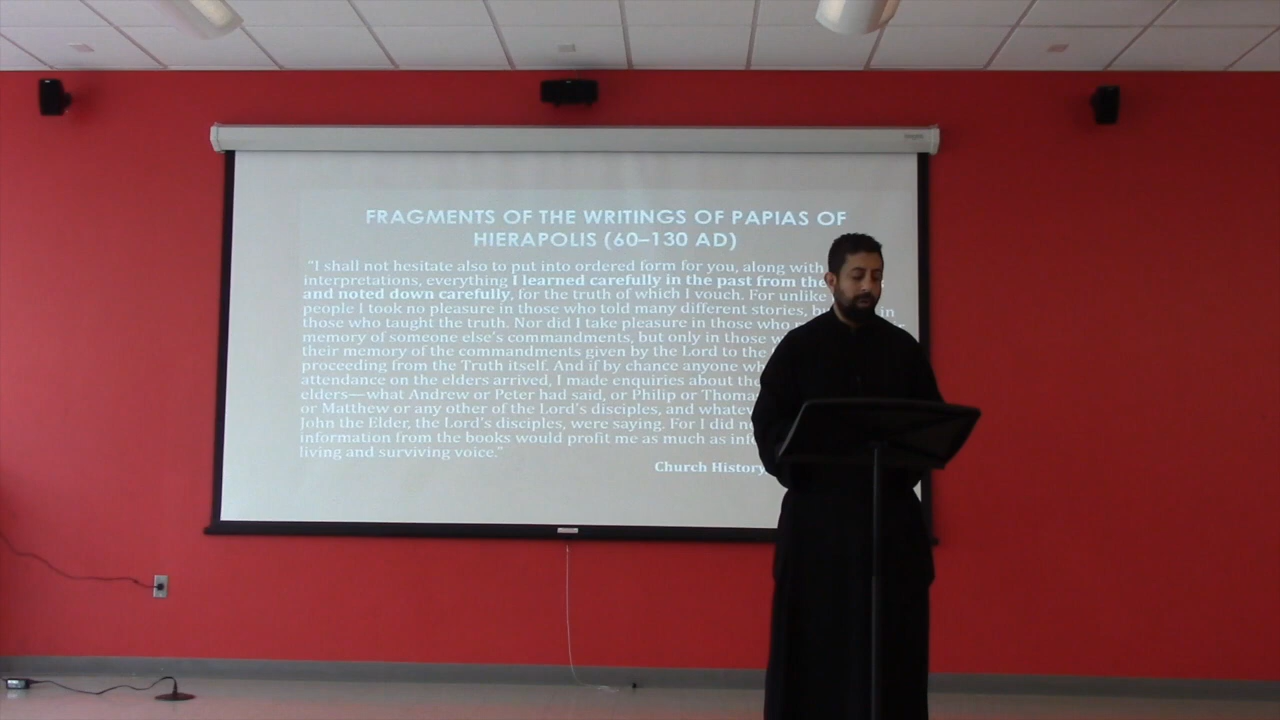 FRAGMENTS OF THE WRITINGS OF PAPIAS OF
HIERAPOLIS (60–130 AD)
“I shall not hesitate also to put into ordered form for you, along with
interpretations, everything I learned carefully in the past from the
and noted down carefully, for the truth of which I vouch. For unlike
people I took no pleasure in those who told many different stories, in
those who taught the truth. Nor did I take pleasure in those who
memory of someone else’s commandments, but only in those
their memory of the commandments given by the Lord to the
proceeding from the Truth itself. And if by chance anyone
attendance on the elders arrived, I made enquiries about
elders—what Andrew or Peter had said, or Philip or
or Matthew or any other of the Lord’s disciples, and
John the Elder, the Lord’s disciples, were saying. For I did
information from the books would profit me as much as
living and surviving voice.”
Church History